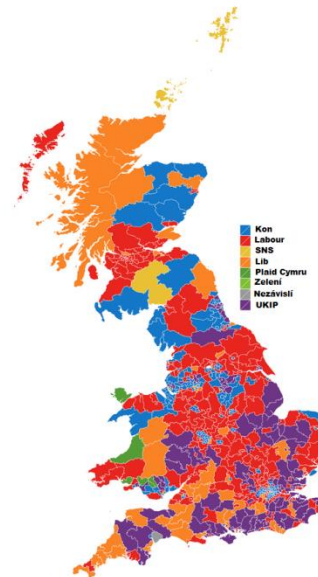 Kon
Labour
SNS
Lib
Plaid Cymru
Zelení
Nezávislí
UKIP